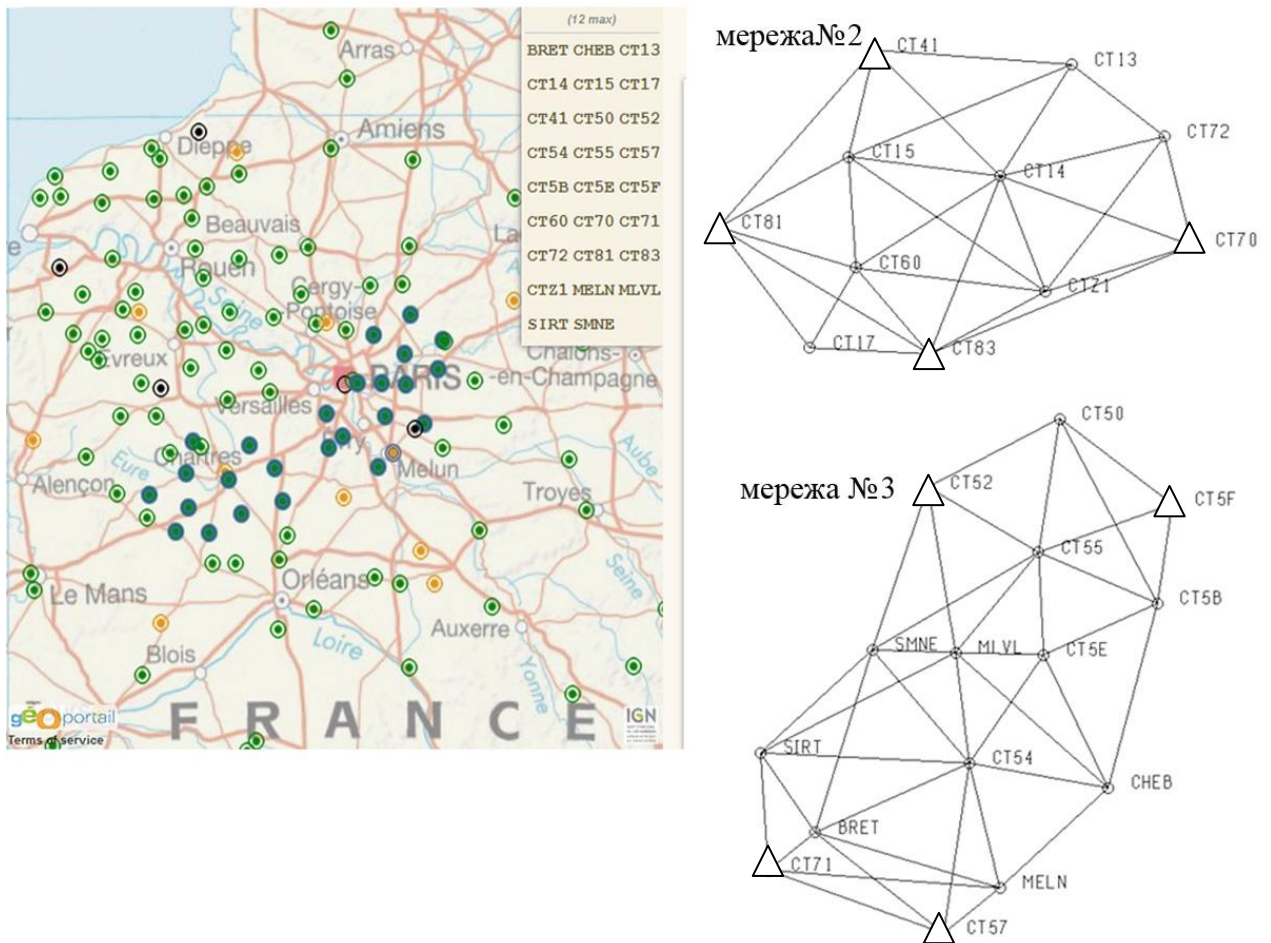 (12 max)
BRET CHEB CT13
CT14 CT15 CT17
CT41 CT50 CT52
CT54 CT55 CT57
CT5B CT5E CT5F
CT60 CT70 CT71
CT72 CT81 CT83
CTZ1 MELN MLVL
SIRT SMNE
Arras
Amiens
Dieppe
Beauvais
Rouen
Cergy-
-Pontoise
Seine
Evreux
PARIS
Versailles
Châlons-
-en-Champagne
Chartres
Eure
Melun
Aube
Alençon
Troyes
Le Mans
Orléans
Seine
Auxerre
Loire
Blois
Yonne
FRANCE
géoportail
Terms of service
IGN
мережа№2
CT41
CT13
CT72
CT15
CT14
CT81
CT70
CT60
CTZ1
CT17
CT83
CT50
мережа №3
CT52
CT5F
CT55
CT5B
SMNE
MLVL
CT5E
SIRT
CT54
CHEB
BRET
CT71
MELN
CT57